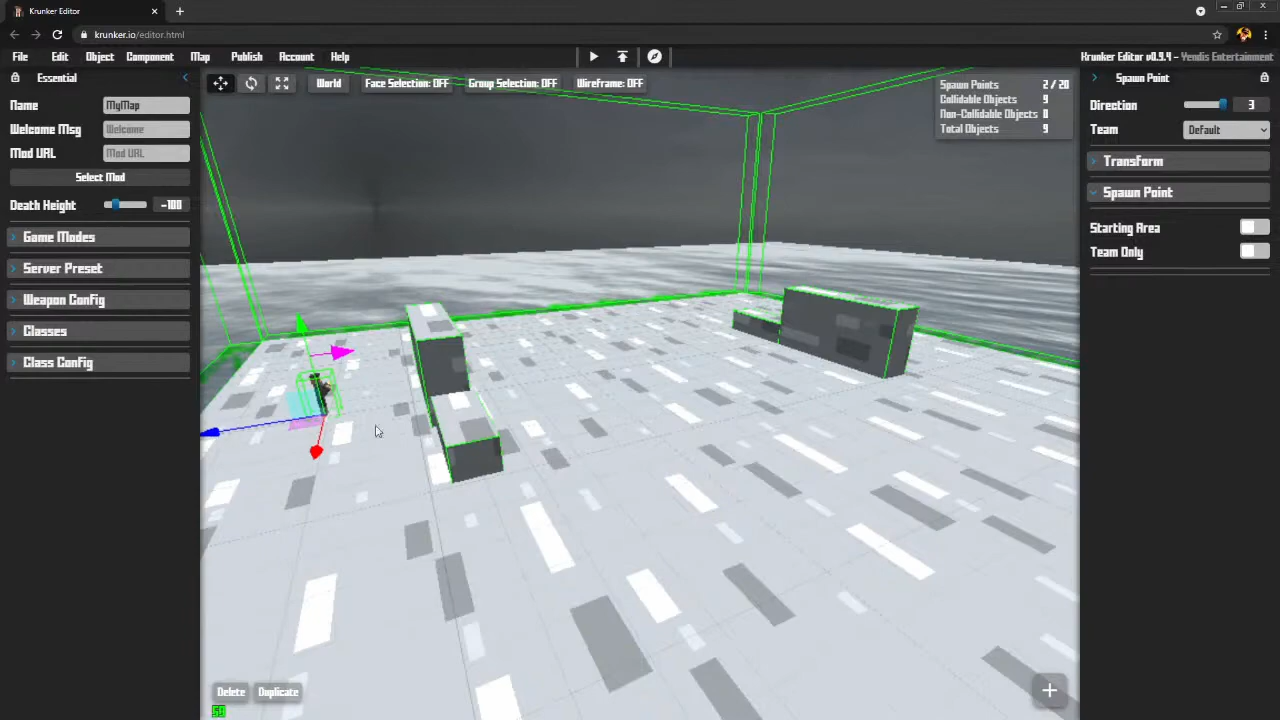 Krunker Editor
krunker.io/editor.html
File Edit Object Component Map Publish Account Help
Krunker Editor v0.9.4 - Yendis Entertainment
Essential
World
Face Selection: OFF
Group Selection: OFF
Wireframe: OFF
Spawn Point
Name MyMap
Welcome Msg Welcome
Mod URL Mod URL
Select Mod
Death Height -100
Game Modes
Server Preset
Weapon Config
Classes
Class Config
Spawn Points 2 / 20
Collidable Objects 9
Non-Collidable Objects 0
Total Objects 9
Direction 3
Team Default
Transform
Spawn Point
Starting Area
Team Only
Delete Duplicate
50